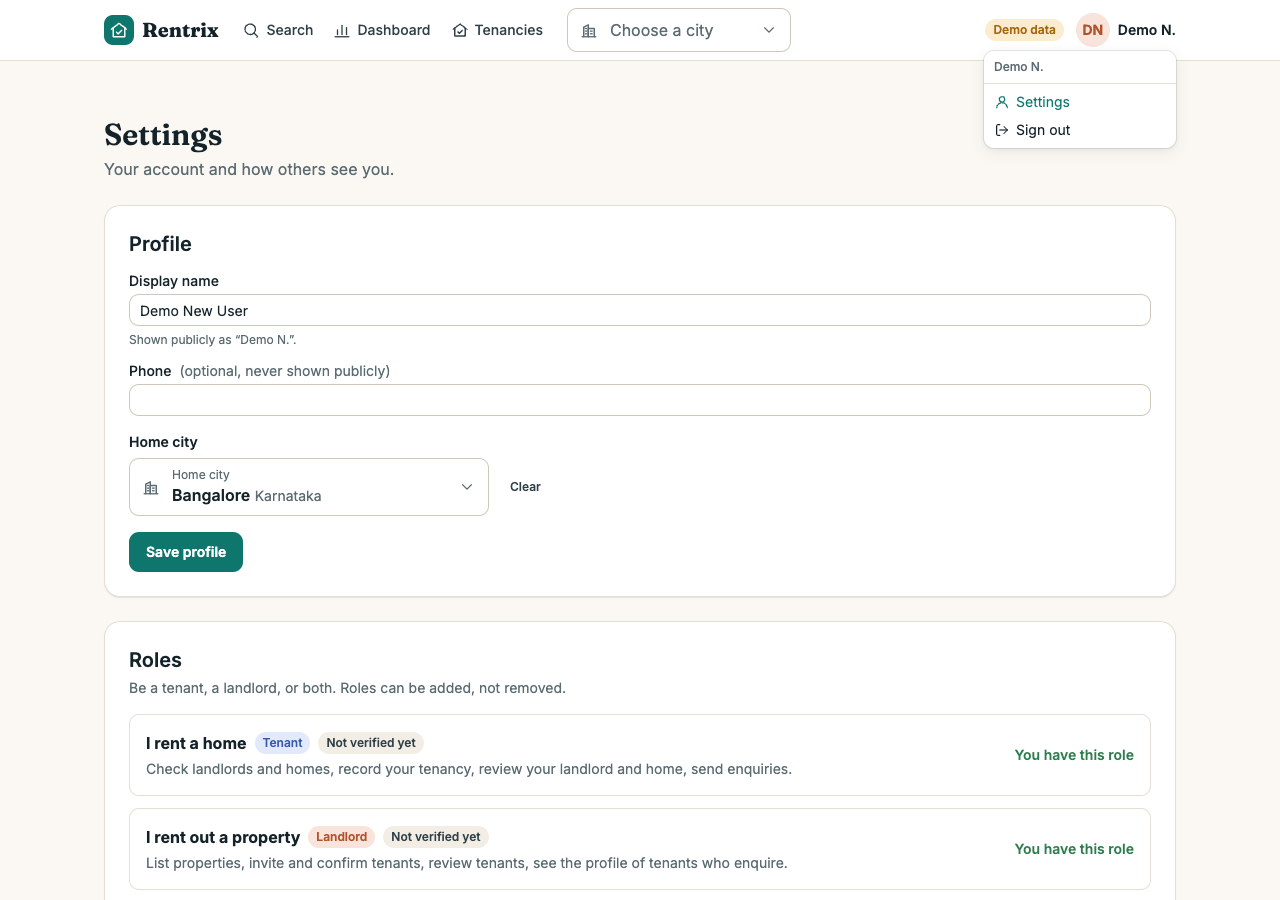 Rentrix
Search
Dashboard
Tenancies
Choose a city
Demo data
DN
Demo N.
Demo N.
Settings
Sign out
Settings
Your account and how others see you.
Profile
Display name
Demo New User
Shown publicly as “Demo N.”.
Phone (optional, never shown publicly)
Home city
Home city
Bangalore Karnataka
Clear
Save profile
Roles
Be a tenant, a landlord, or both. Roles can be added, not removed.
I rent a home Tenant Not verified yet
Check landlords and homes, record your tenancy, review your landlord and home, send enquiries.
You have this role
I rent out a property Landlord Not verified yet
List properties, invite and confirm tenants, review tenants, see the profile of tenants who enquire.
You have this role